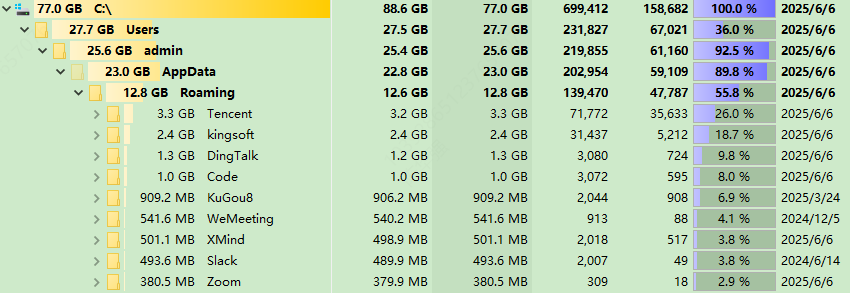 77.0 GB C:\ 88.6 GB 77.0 GB 699,412 158,682 100.0 % 2025/6/6
27.7 GB Users 27.5 GB 27.7 GB 231,827 67,021 36.0 % 2025/6/6
25.6 GB admin 25.4 GB 25.6 GB 219,855 61,160 92.5 % 2025/6/6
23.0 GB AppData 22.8 GB 23.0 GB 202,954 59,109 89.8 % 2025/6/6
12.8 GB Roaming 12.6 GB 12.8 GB 139,470 47,787 55.8 % 2025/6/6
3.3 GB Tencent 3.2 GB 3.3 GB 71,772 35,633 26.0 % 2025/6/6
2.4 GB kingsoft 2.4 GB 2.4 GB 31,437 5,212 18.7 % 2025/6/6
1.3 GB DingTalk 1.2 GB 1.3 GB 3,080 724 9.8 % 2025/6/6
1.0 GB Code 1.0 GB 1.0 GB 3,072 595 8.0 % 2025/6/6
909.2 MB KuGou8 906.2 MB 909.2 MB 2,044 908 6.9 % 2025/3/24
541.6 MB WeMeeting 540.2 MB 541.6 MB 913 88 4.1 % 2024/12/5
501.1 MB XMind 498.9 MB 501.1 MB 2,018 517 3.8 % 2025/6/6
493.6 MB Slack 489.9 MB 493.6 MB 2,007 49 3.8 % 2024/6/14
380.5 MB Zoom 379.9 MB 380.5 MB 309 18 2.9 % 2025/6/6